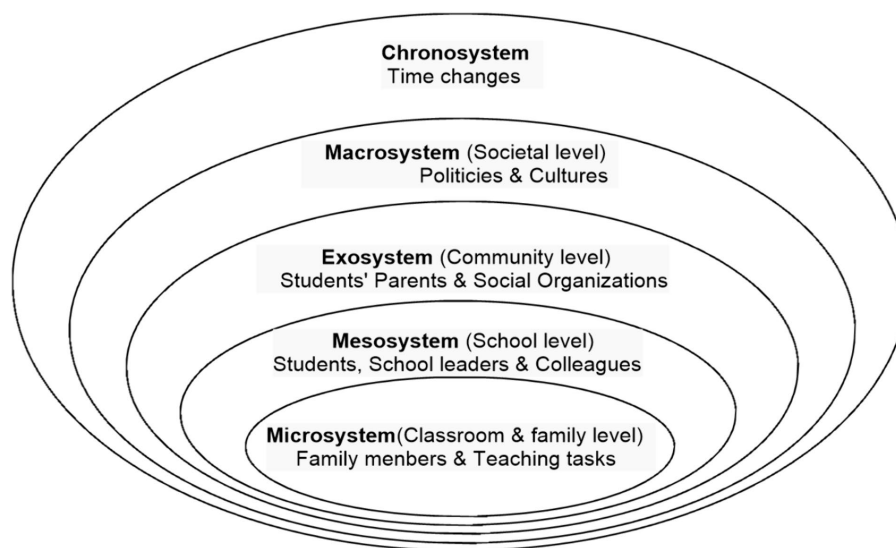 Chronosystem
Time changes
Macrosystem (Societal level)
Policies & Cultures
Exosystem (Community level)
Students' Parents & Social Organizations
Mesosystem (School level)
Students, School leaders & Colleagues
Microsystem(Classroom & family level)
Family menbers & Teaching tasks